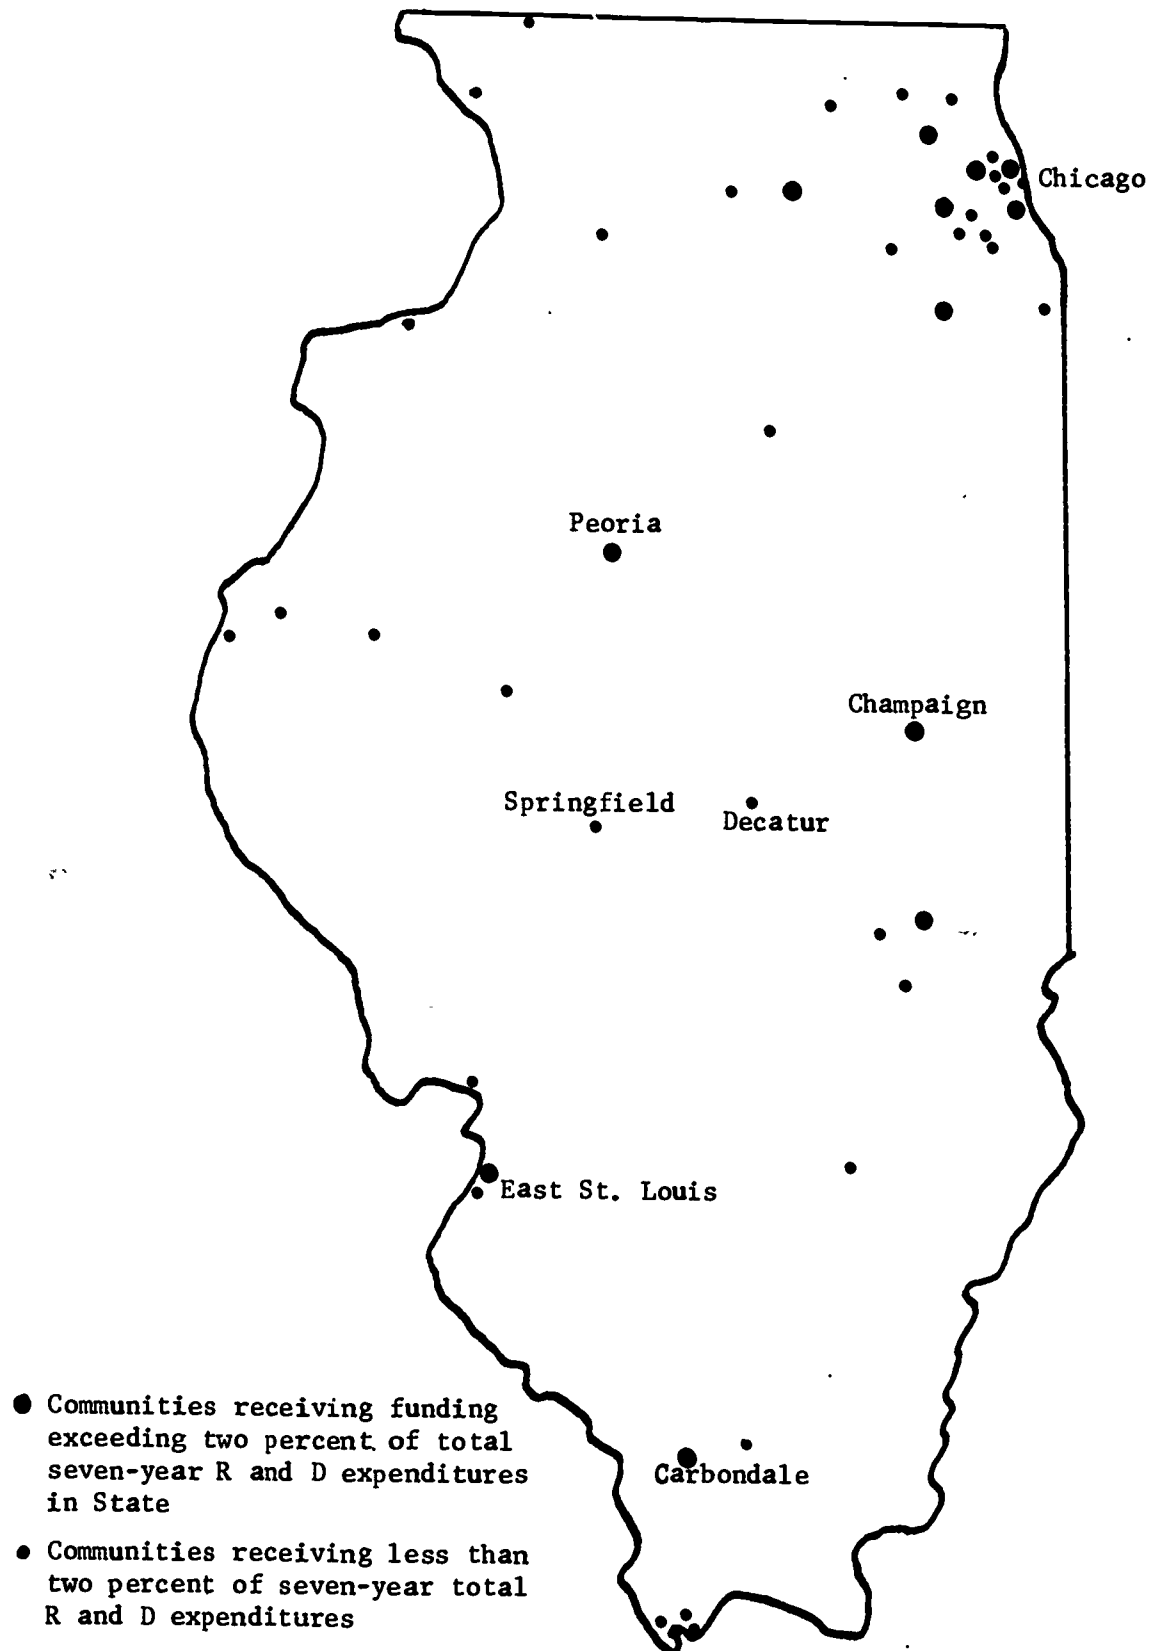 Chicago
Peoria
Champaign
Springfield
Decatur
East St. Louis
Carbondale
Communities receiving funding
exceeding two percent of total
seven-year R and D expenditures
in State
Communities receiving less than
two percent of seven-year total
R and D expenditures